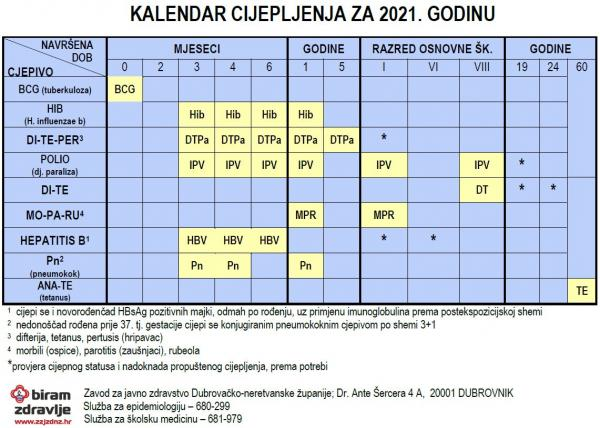 KALENDAR CIJEPLJENJA ZA 2021. GODINU
NAVRŠENA DOB MJESECI GODINE RAZRED OSNOVNE ŠK. GODINE
CJEPIVO 0 2 3 4 6 1 5 I VI VIII 19 24 60
BCG (tuberkuloza) BCG
HIB (H. influenzae b) Hib Hib Hib Hib
DI-TE-PER³ DTPa DTPa DTPa DTPa DTPa *
POLIO (dj. paraliza) IPV IPV IPV IPV IPV IPV *
DI-TE DT * *
MO-PA-RU⁴ MPR MPR
HEPATITIS B¹ HBV HBV HBV * *
Pn² (pneumokok) Pn Pn Pn
ANA-TE (tetanus) TE
¹ cijepi se i novorođenčad HBsAg pozitivnih majki, odmah po rođenju, uz primjenu imunoglobulina prema postekspozicijskoj shemi
² nedonoščad rođena prije 37. tj. gestacije cijepi se konjugiranim pneumokoknim cjepivom po shemi 3+1
³ difterija, tetanus, pertusis (hripavac)
⁴ morbili (ospice), parotitis (zaušnjaci), rubeola
*provjera cijepnog statusa i nadoknada propuštenog cijepljenja, prema potrebi
biram zdravlje
www.zzjzdnz.hr
Zavod za javno zdravstvo Dubrovačko-neretvanske županije; Dr. Ante Šercera 4 A, 20001 DUBROVNIK
Služba za epidemiologiju – 680-299
Služba za školsku medicinu – 681-979